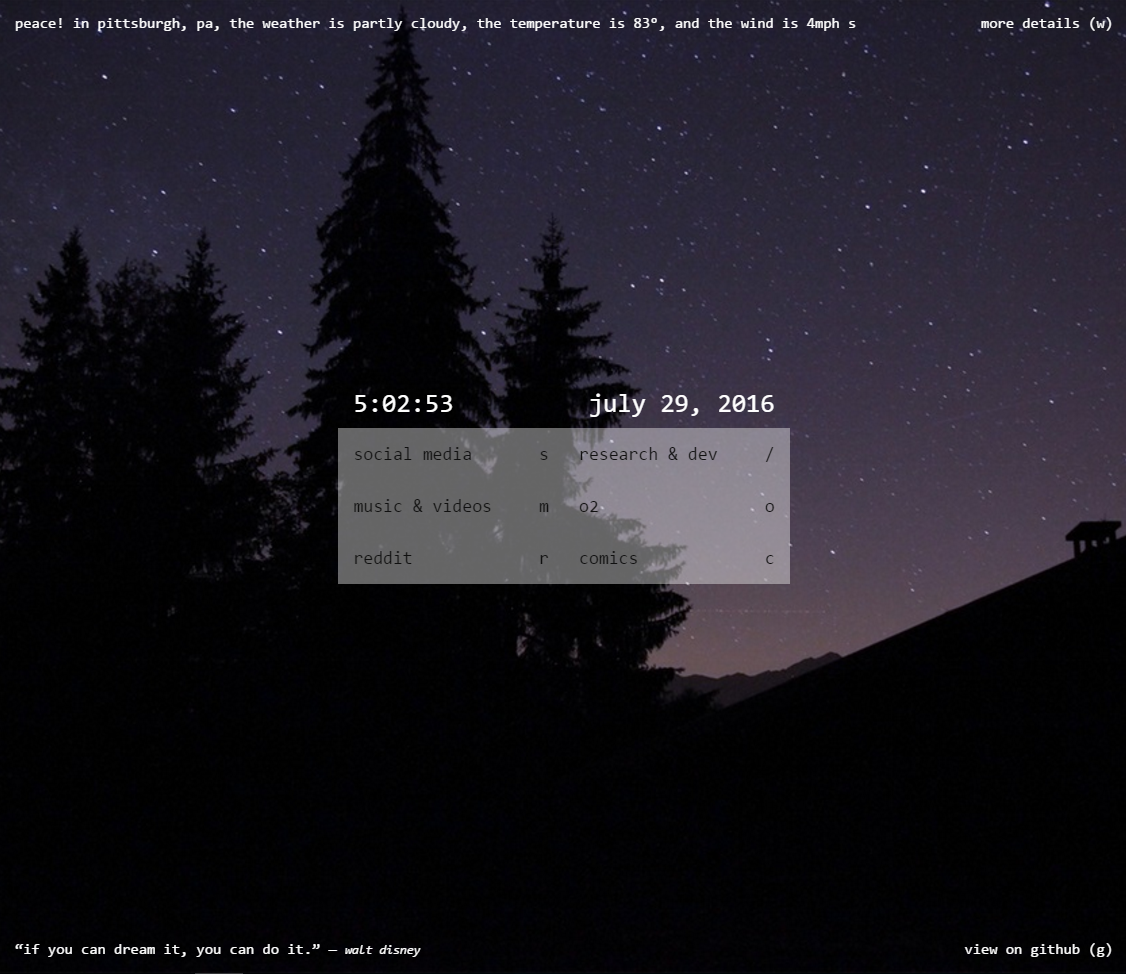 peace! in pittsburgh, pa, the weather is partly cloudy, the temperature is 83º, and the wind is 4mph s
more details (w)
5:02:53
july 29, 2016
social media s research & dev /
music & videos m o2 o
reddit r comics c
“if you can dream it, you can do it.” — walt disney
view on github (g)